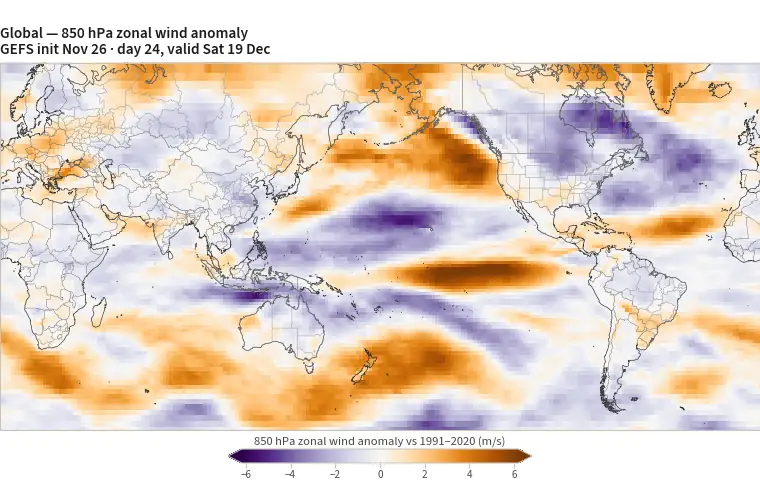 Global — 850 hPa zonal wind anomaly
GEFS init Nov 26 · day 24, valid Sat 19 Dec
850 hPa zonal wind anomaly vs 1991–2020 (m/s)
−6 −4 −2 0 2 4 6